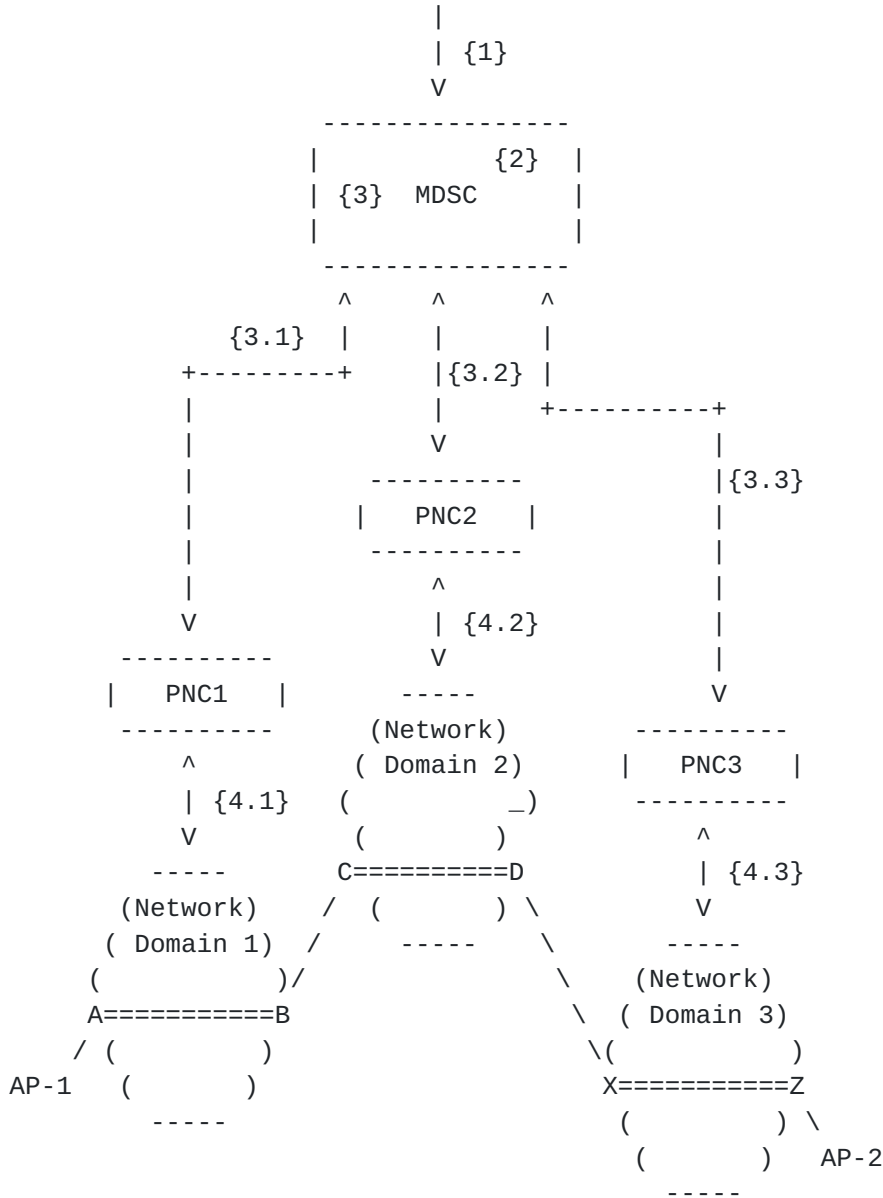 {1}
{2}
{3} MDSC
{3.1}
{3.2}
{3.3}
PNC2
{4.2}
PNC1
(Network)
( Domain 2)
PNC3
{4.1}
C==========D
{4.3}
(Network)
( Domain 1)
(Network)
A===========B
( Domain 3)
AP-1
X===========Z
AP-2